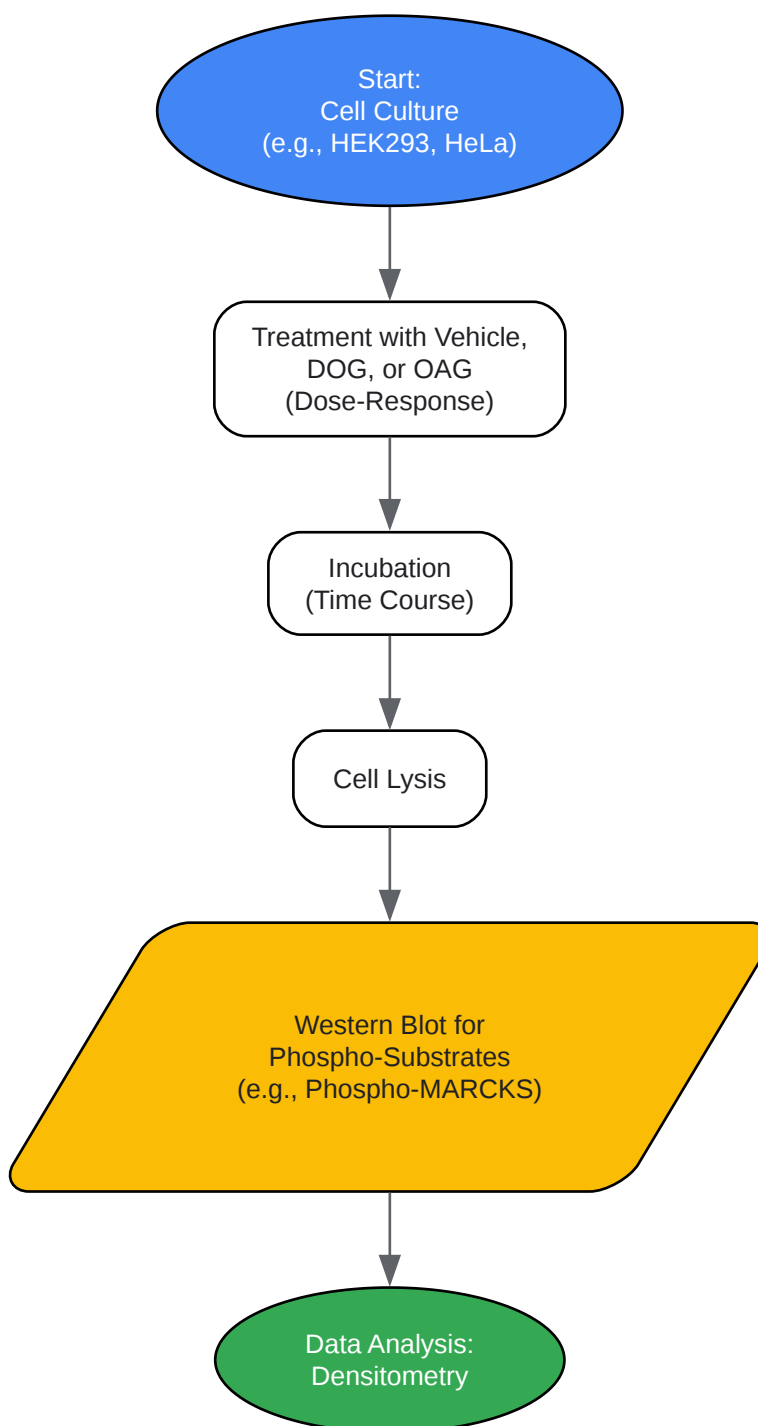 Start:
Cell Culture
(e.g., HEK293, HeLa)
Treatment with Vehicle,
DOG, or OAG
(Dose-Response)
Incubation
(Time Course)
Cell Lysis
Western Blot for
Phospho-Substrates
(e.g., Phospho-MARCKS)
Data Analysis:
Densitometry